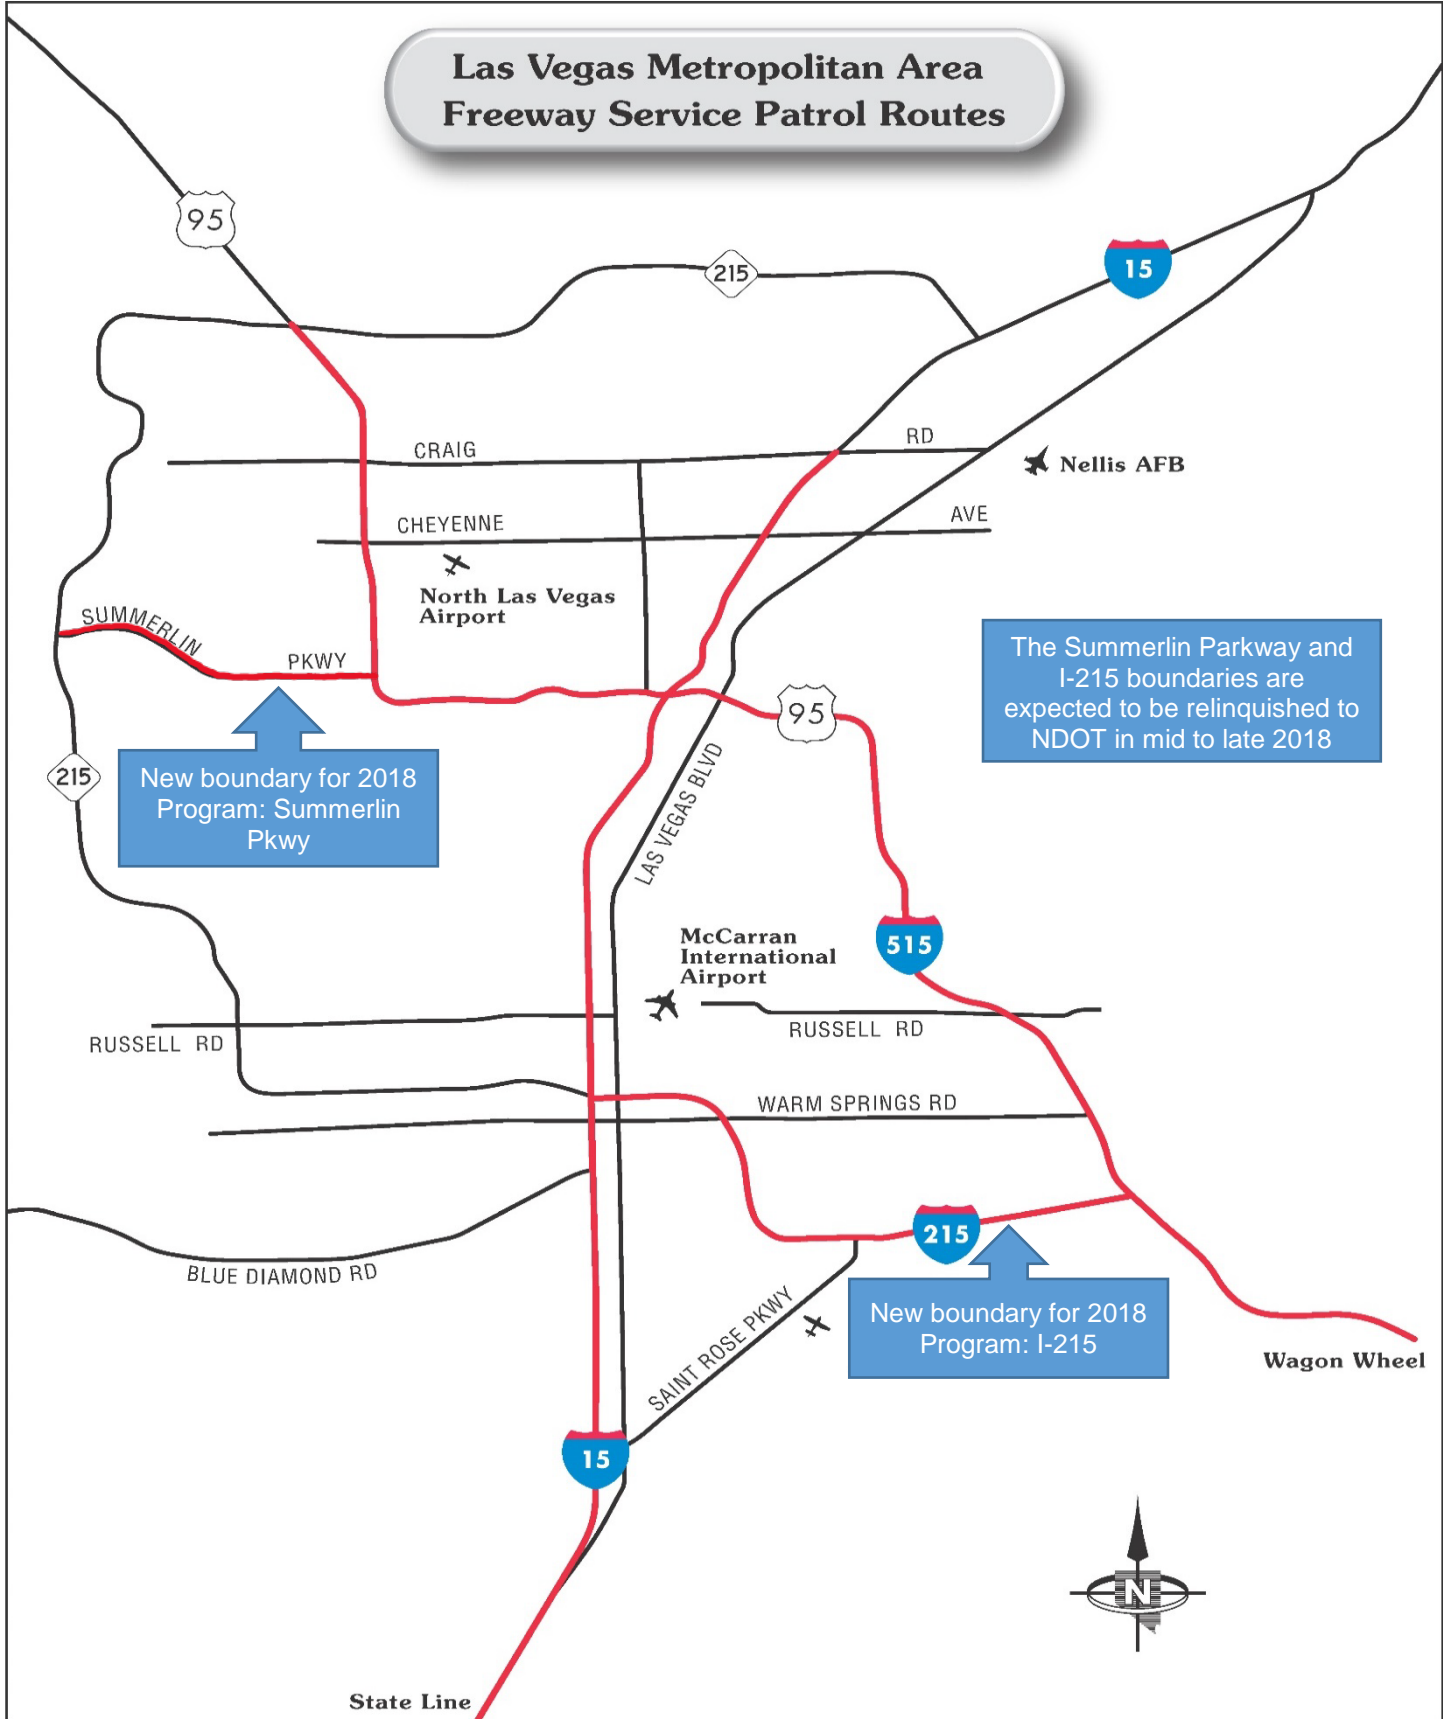 Las Vegas Metropolitan Area
Freeway Service Patrol Routes
95
215
15
CRAIG
RD
Nellis AFB
CHEYENNE
AVE
North Las Vegas
Airport
SUMMERLIN
PKWY
The Summerlin Parkway and
I-215 boundaries are
expected to be relinquished to
NDOT in mid to late 2018
95
215
New boundary for 2018
Program: Summerlin
Pkwy
LAS VEGAS BLVD
McCarran
International
Airport
515
RUSSELL RD
RUSSELL RD
WARM SPRINGS RD
215
BLUE DIAMOND RD
SAINT ROSE PKWY
New boundary for 2018
Program: I-215
Wagon Wheel
15
N
State Line